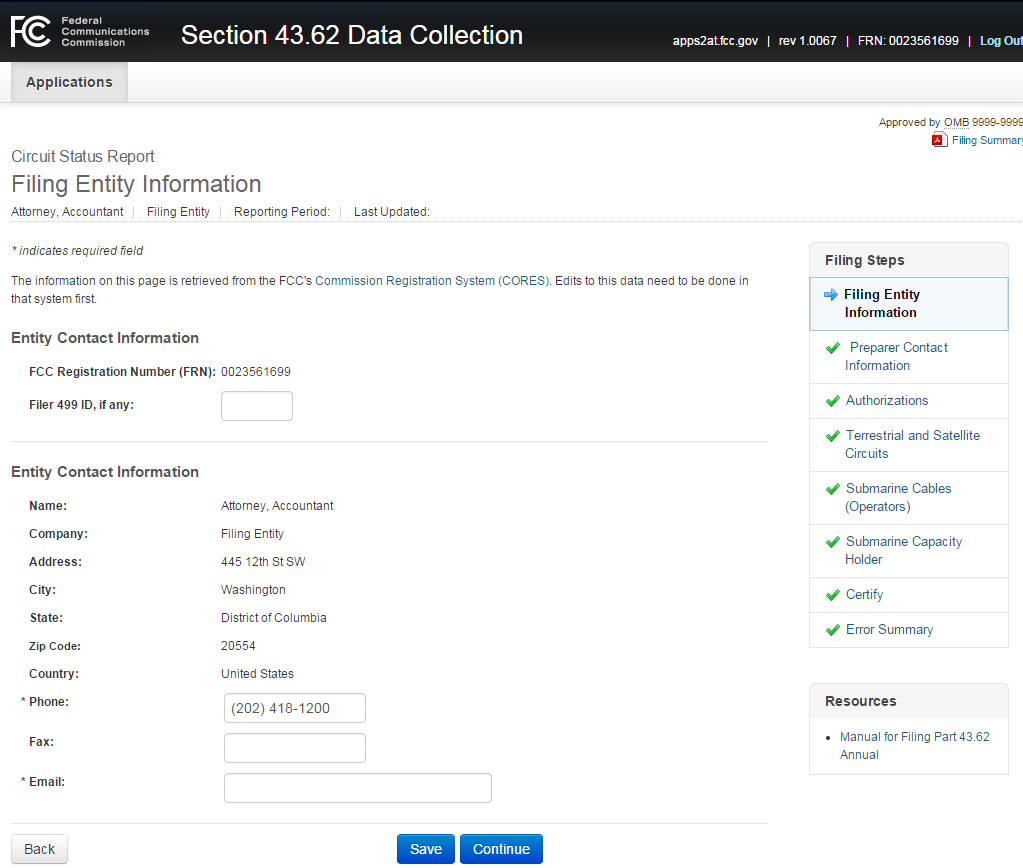 FCC Federal Communications Commission
Section 43.62 Data Collection
apps2at.fcc.gov | rev 1.0067 | FRN: 0023561699 | Log Out
Applications
Approved by OMB 9999-9999
Filing Summary
Circuit Status Report
Filing Entity Information
Attorney, Accountant | Filing Entity | Reporting Period: | Last Updated:
* indicates required field
The information on this page is retrieved from the FCC's Commission Registration System (CORES). Edits to this data need to be done in
that system first.
Entity Contact Information
FCC Registration Number (FRN): 0023561699
Filer 499 ID, if any:
Entity Contact Information
Name: Attorney, Accountant
Company: Filing Entity
Address: 445 12th St SW
City: Washington
State: District of Columbia
Zip Code: 20554
Country: United States
* Phone: (202) 418-1200
Fax:
* Email:
Back
Save
Continue
Filing Steps
Filing Entity
Information
Preparer Contact
Information
Authorizations
Terrestrial and Satellite
Circuits
Submarine Cables
(Operators)
Submarine Capacity
Holder
Certify
Error Summary
Resources
• Manual for Filing Part 43.62
Annual